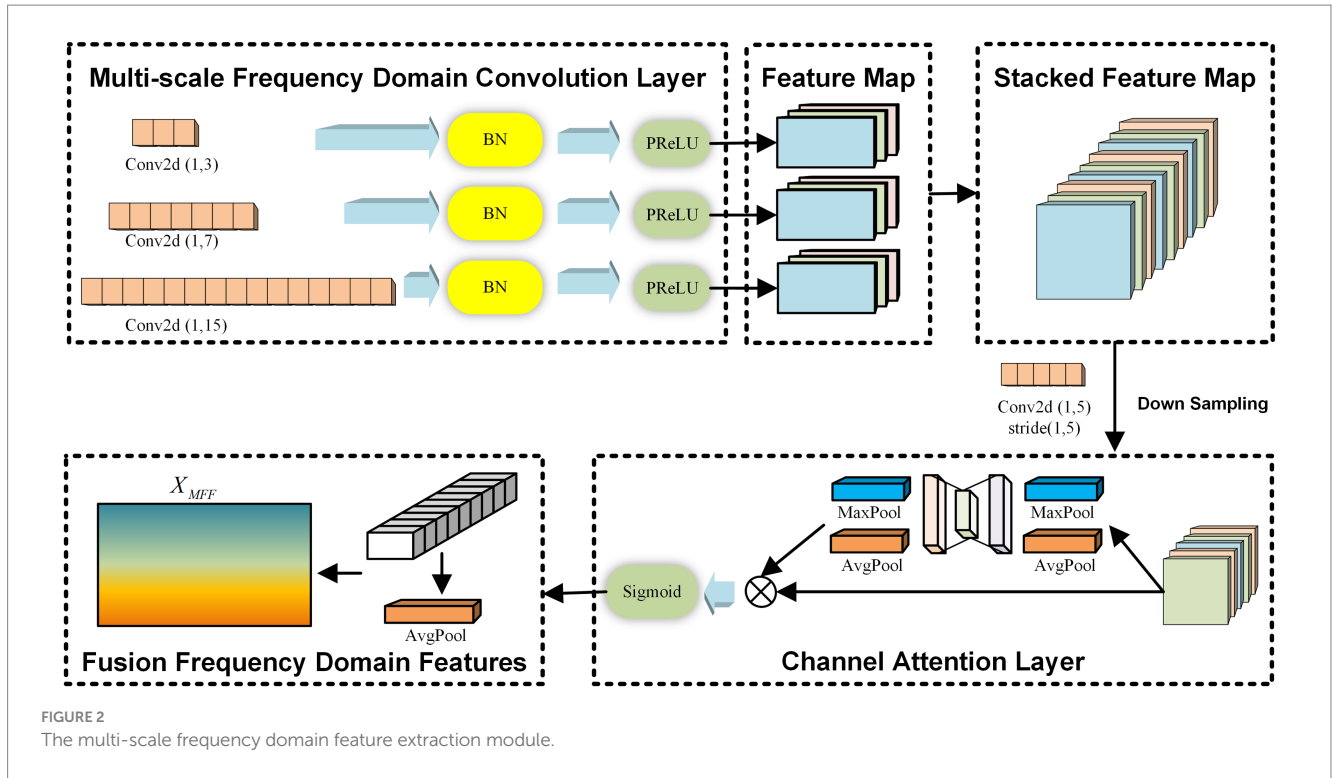 Multi-scale Frequency Domain Convolution Layer
Conv2d (1,3)
BN
PReLU
Conv2d (1,7)
BN
PReLU
Conv2d (1,15)
BN
PReLU
Feature Map
Stacked Feature Map
Conv2d (1,5)
stride(1,5)
Down Sampling
MaxPool
AvgPool
MaxPool
AvgPool
Sigmoid
Channel Attention Layer
X_MFF
AvgPool
Fusion Frequency Domain Features
FIGURE 2
The multi-scale frequency domain feature extraction module.